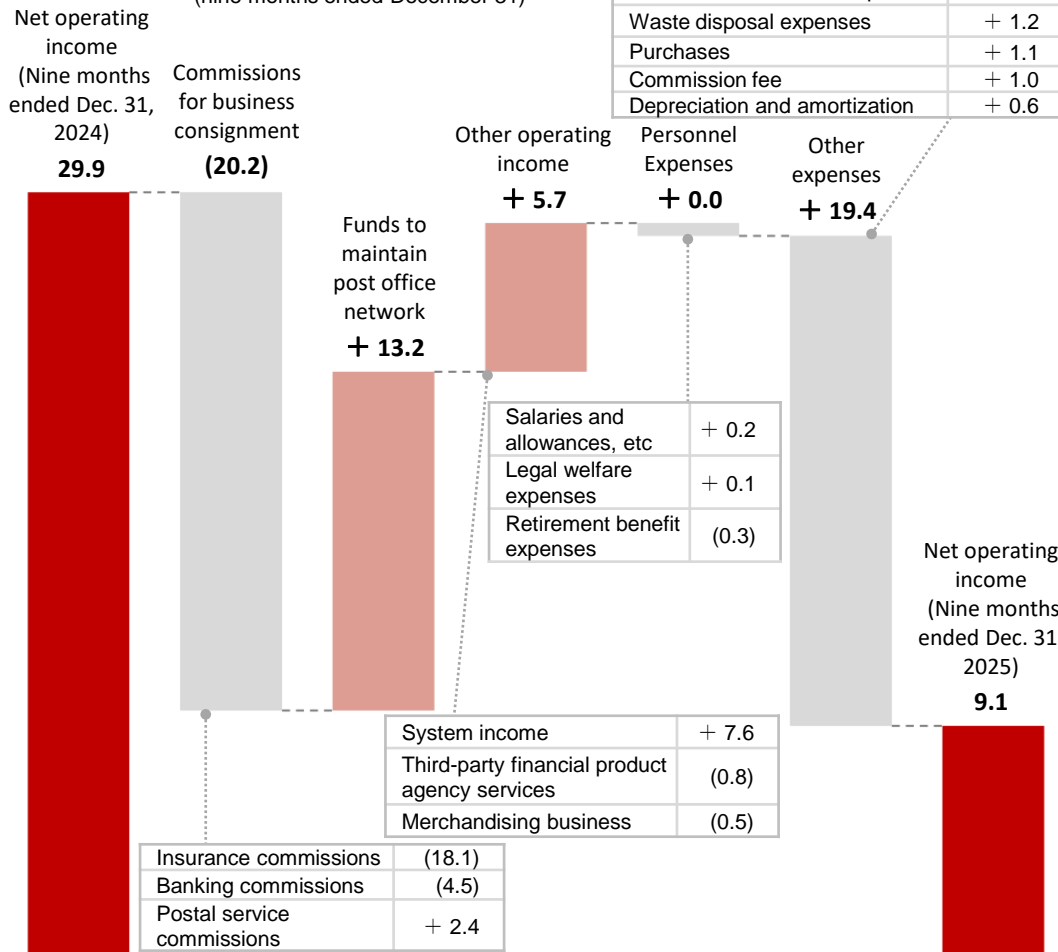 (nine months ended December 31)
Waste disposal expenses + 1.2
Purchases + 1.1
Commission fee + 1.0
Depreciation and amortization + 0.6
Net operating
income
(Nine months
ended Dec. 31,
2024)
29.9
Commissions
for business
consignment
(20.2)
Funds to
maintain
post office
network
+ 13.2
Other operating
income
+ 5.7
Personnel
Expenses
+ 0.0
Other
expenses
+ 19.4
Salaries and
allowances, etc + 0.2
Legal welfare
expenses + 0.1
Retirement benefit
expenses (0.3)
Net operating
income
(Nine months
ended Dec. 31
2025)
9.1
System income + 7.6
Third-party financial product
agency services (0.8)
Merchandising business (0.5)
Insurance commissions (18.1)
Banking commissions (4.5)
Postal service
commissions + 2.4